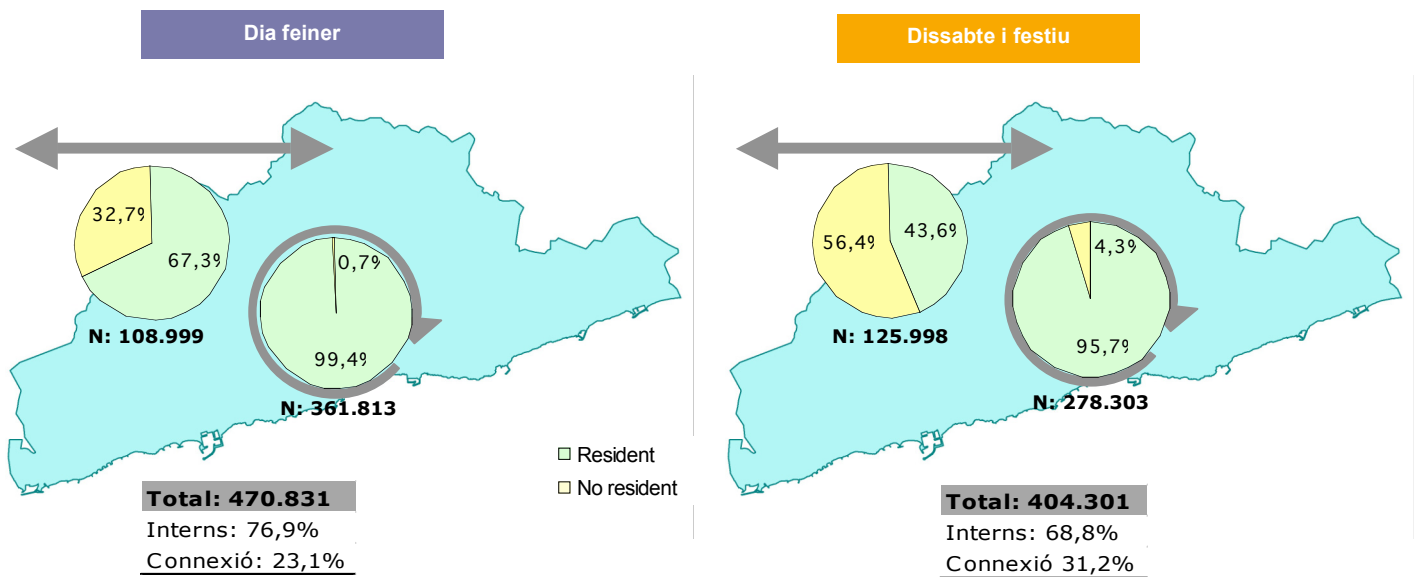 Dia feiner
32,7%
67,3%
N: 108.999
0,7%
99,4%
N: 361.813
Resident
No resident
Total: 470.831
Interns: 76,9%
Connexió: 23,1%
Dissabte i festiu
56,4%
43,6%
N: 125.998
4,3%
95,7%
N: 278.303
Total: 404.301
Interns: 68,8%
Connexió 31,2%